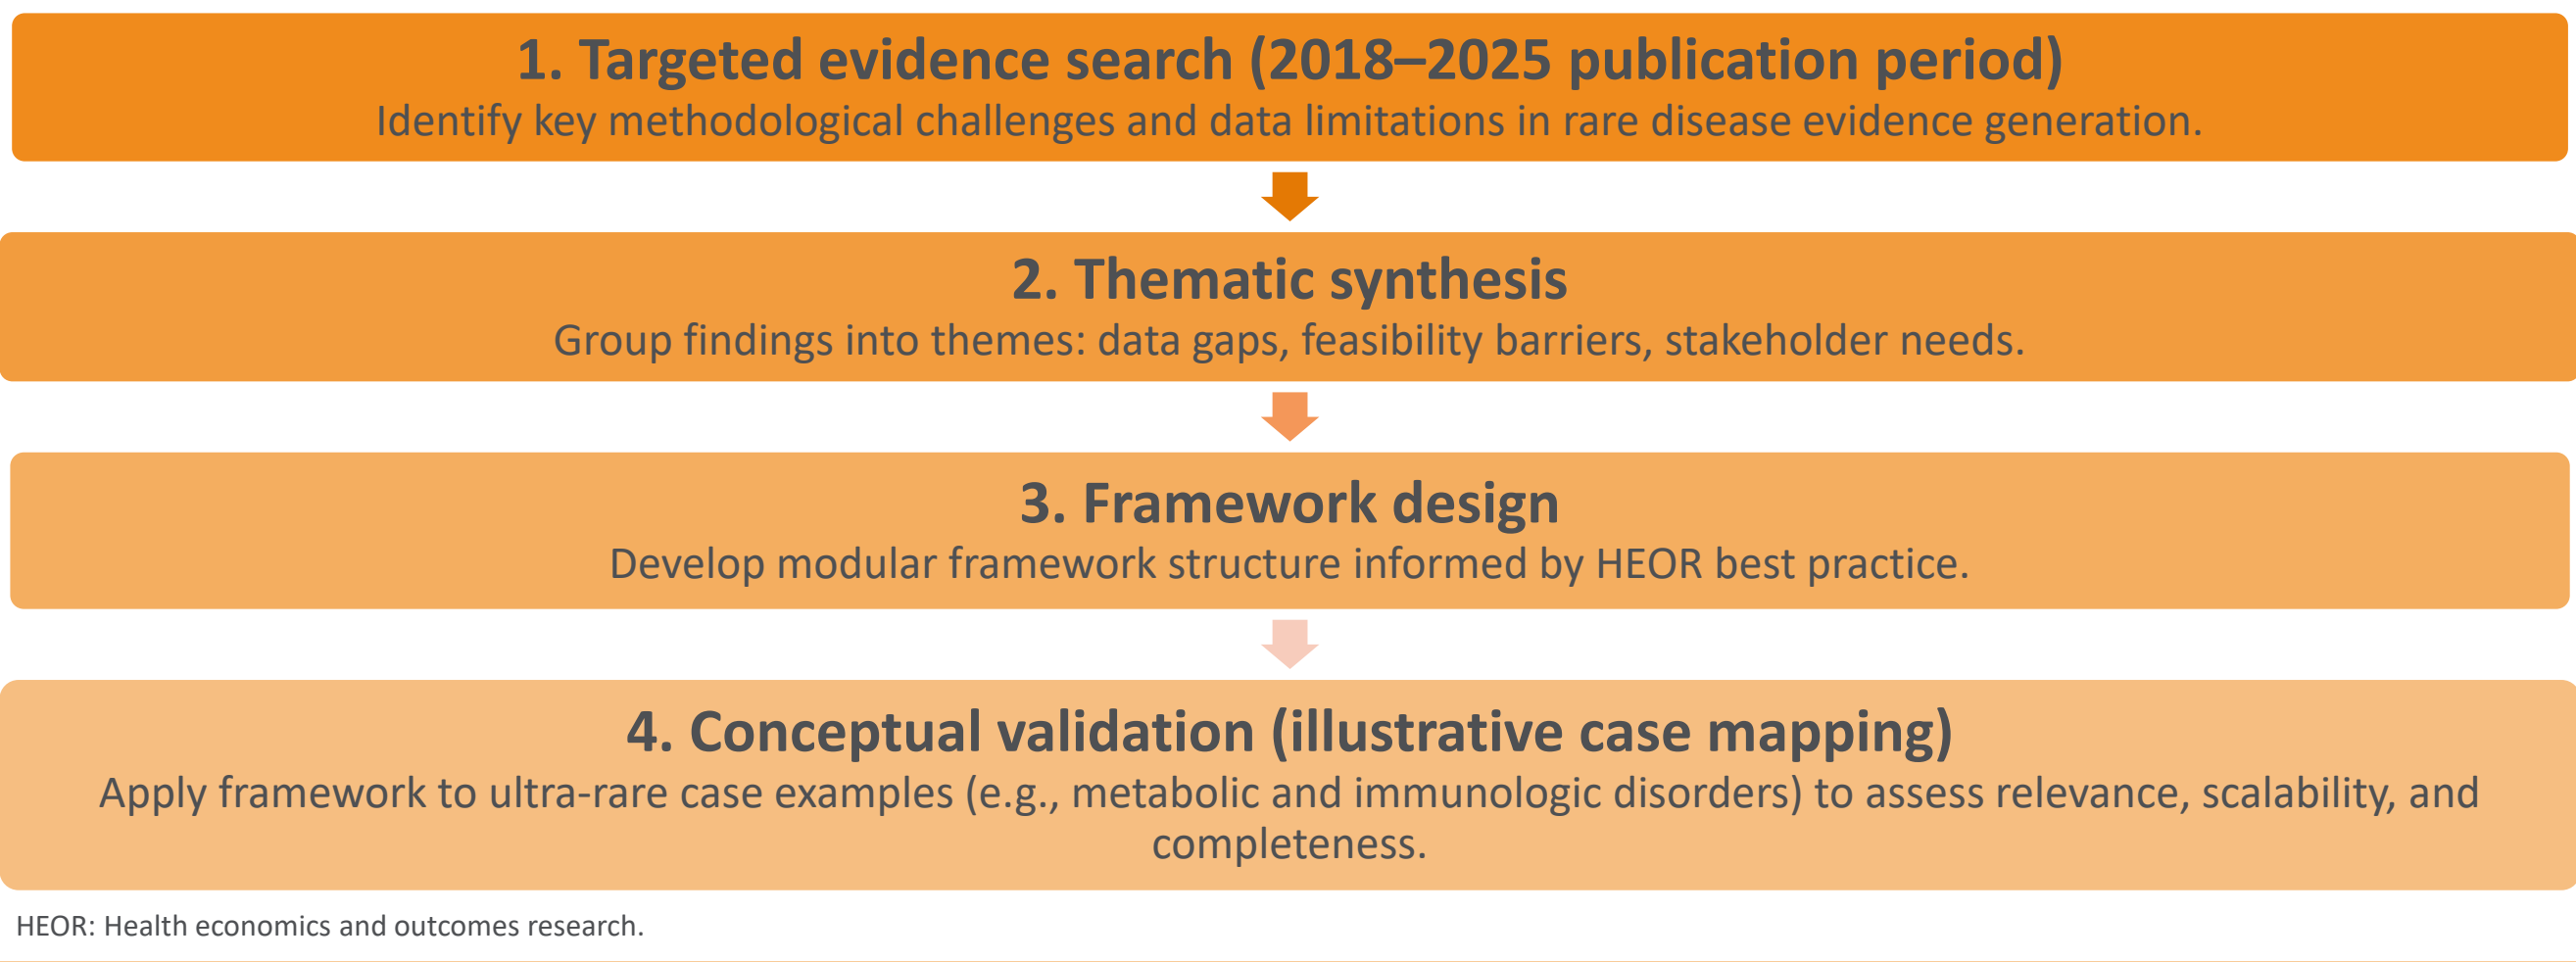 1. Targeted evidence search (2018–2025 publication period)
Identify key methodological challenges and data limitations in rare disease evidence generation.
2. Thematic synthesis
Group findings into themes: data gaps, feasibility barriers, stakeholder needs.
3. Framework design
Develop modular framework structure informed by HEOR best practice.
4. Conceptual validation (illustrative case mapping)
Apply framework to ultra-rare case examples (e.g., metabolic and immunologic disorders) to assess relevance, scalability, and
completeness.
HEOR: Health economics and outcomes research.